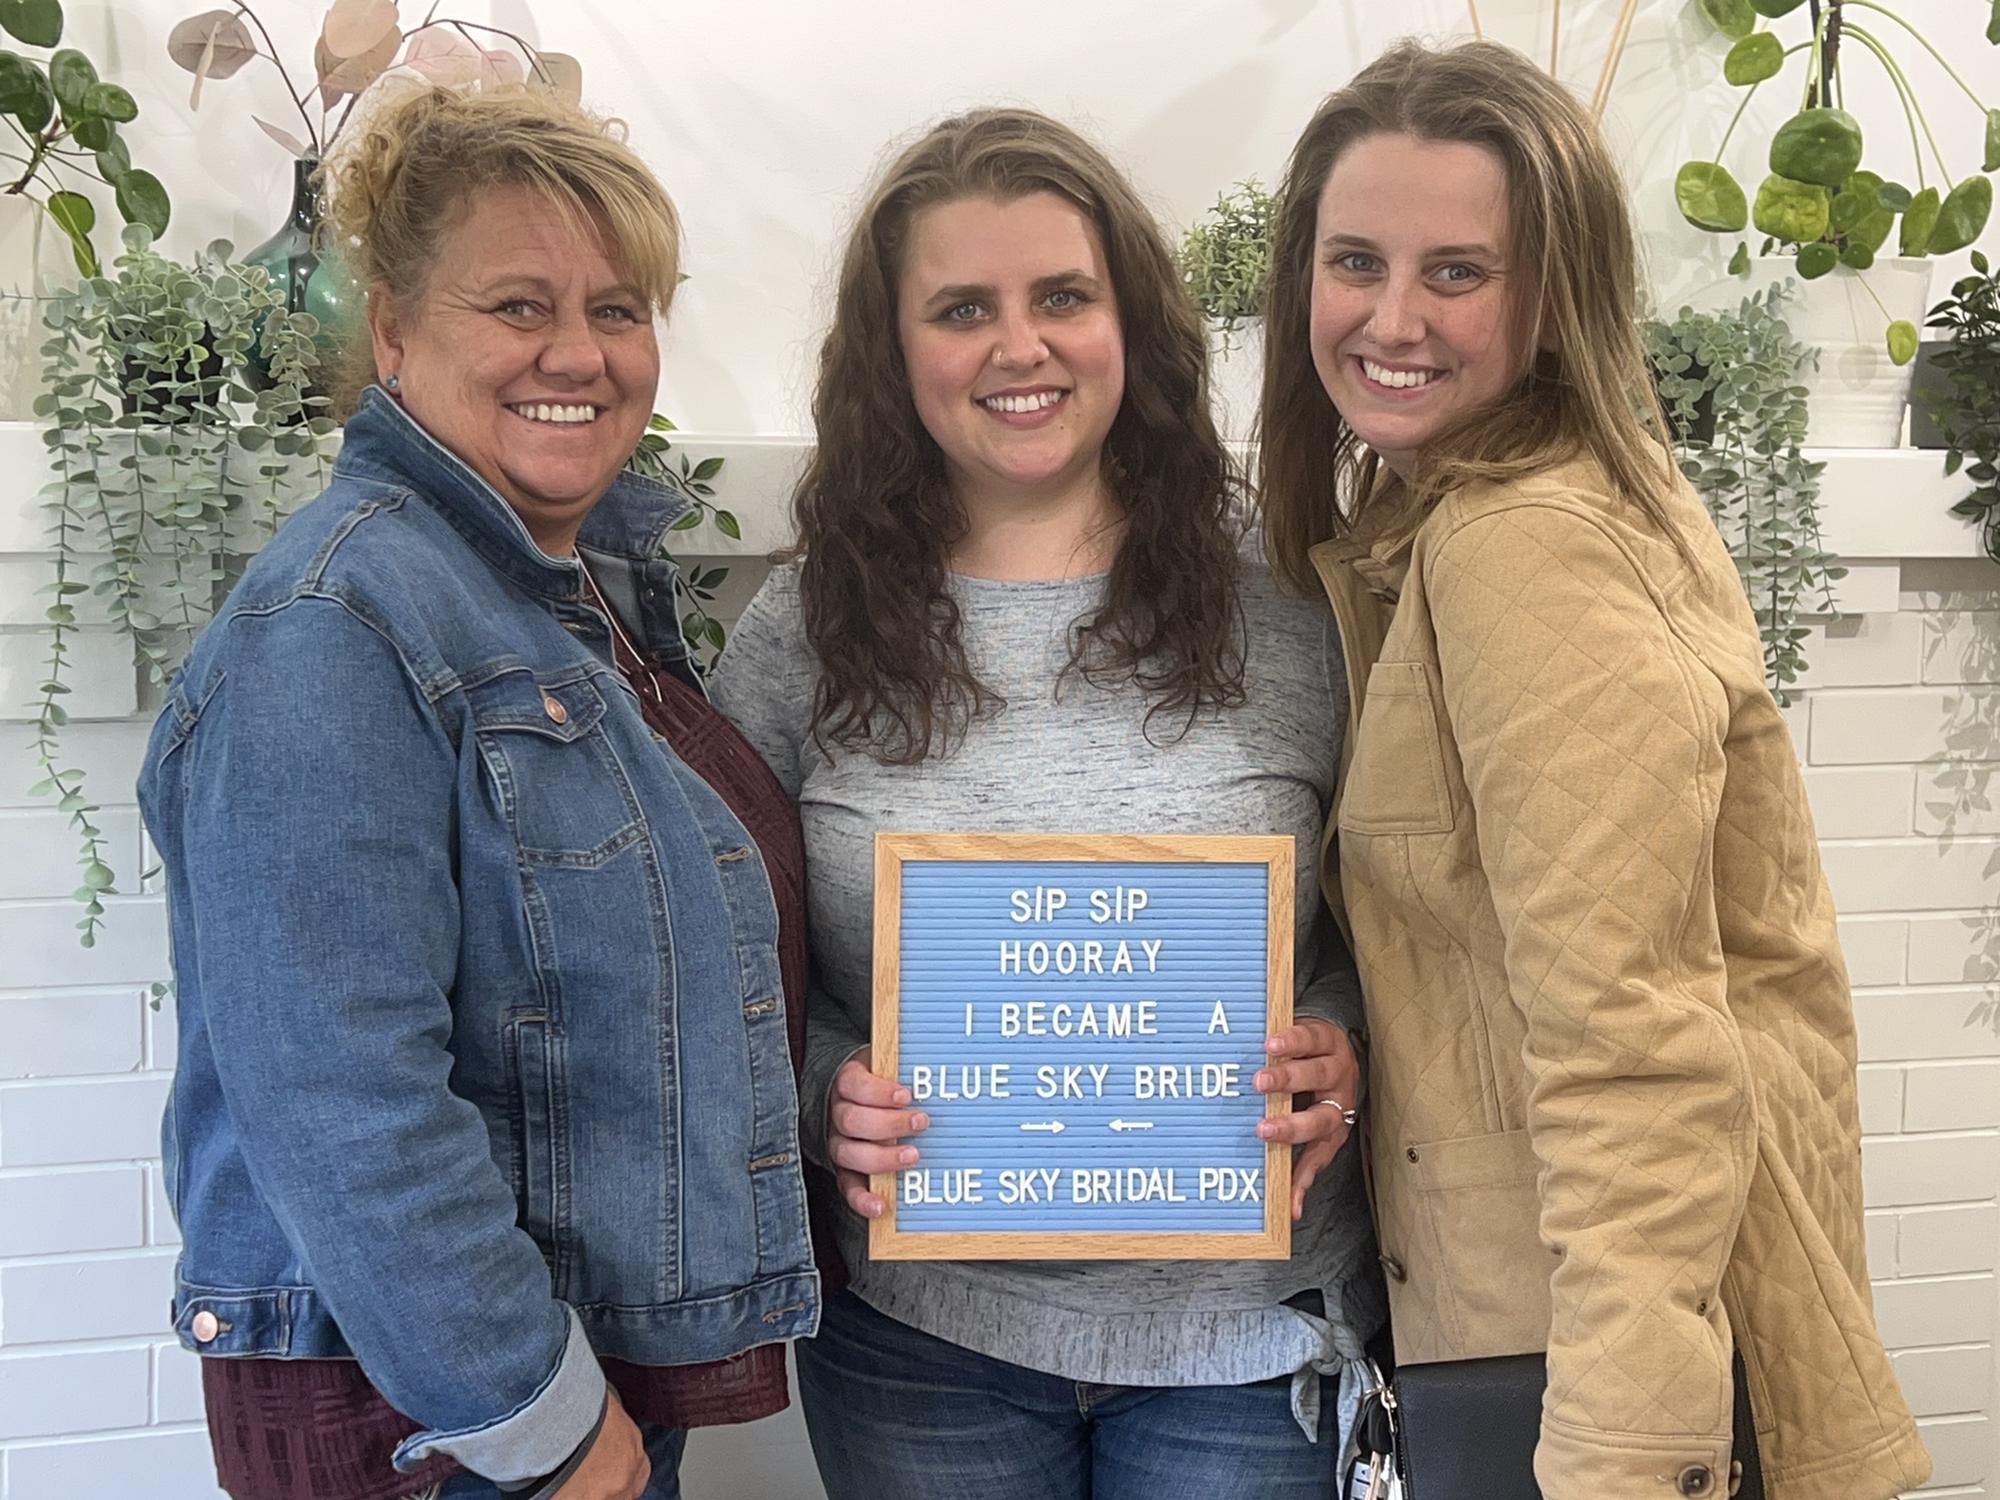 SIP SIP
HOORAY
I BECAME A
BLUE SKY BRIDE
→ ←
BLUE SKY BRIDAL PDX